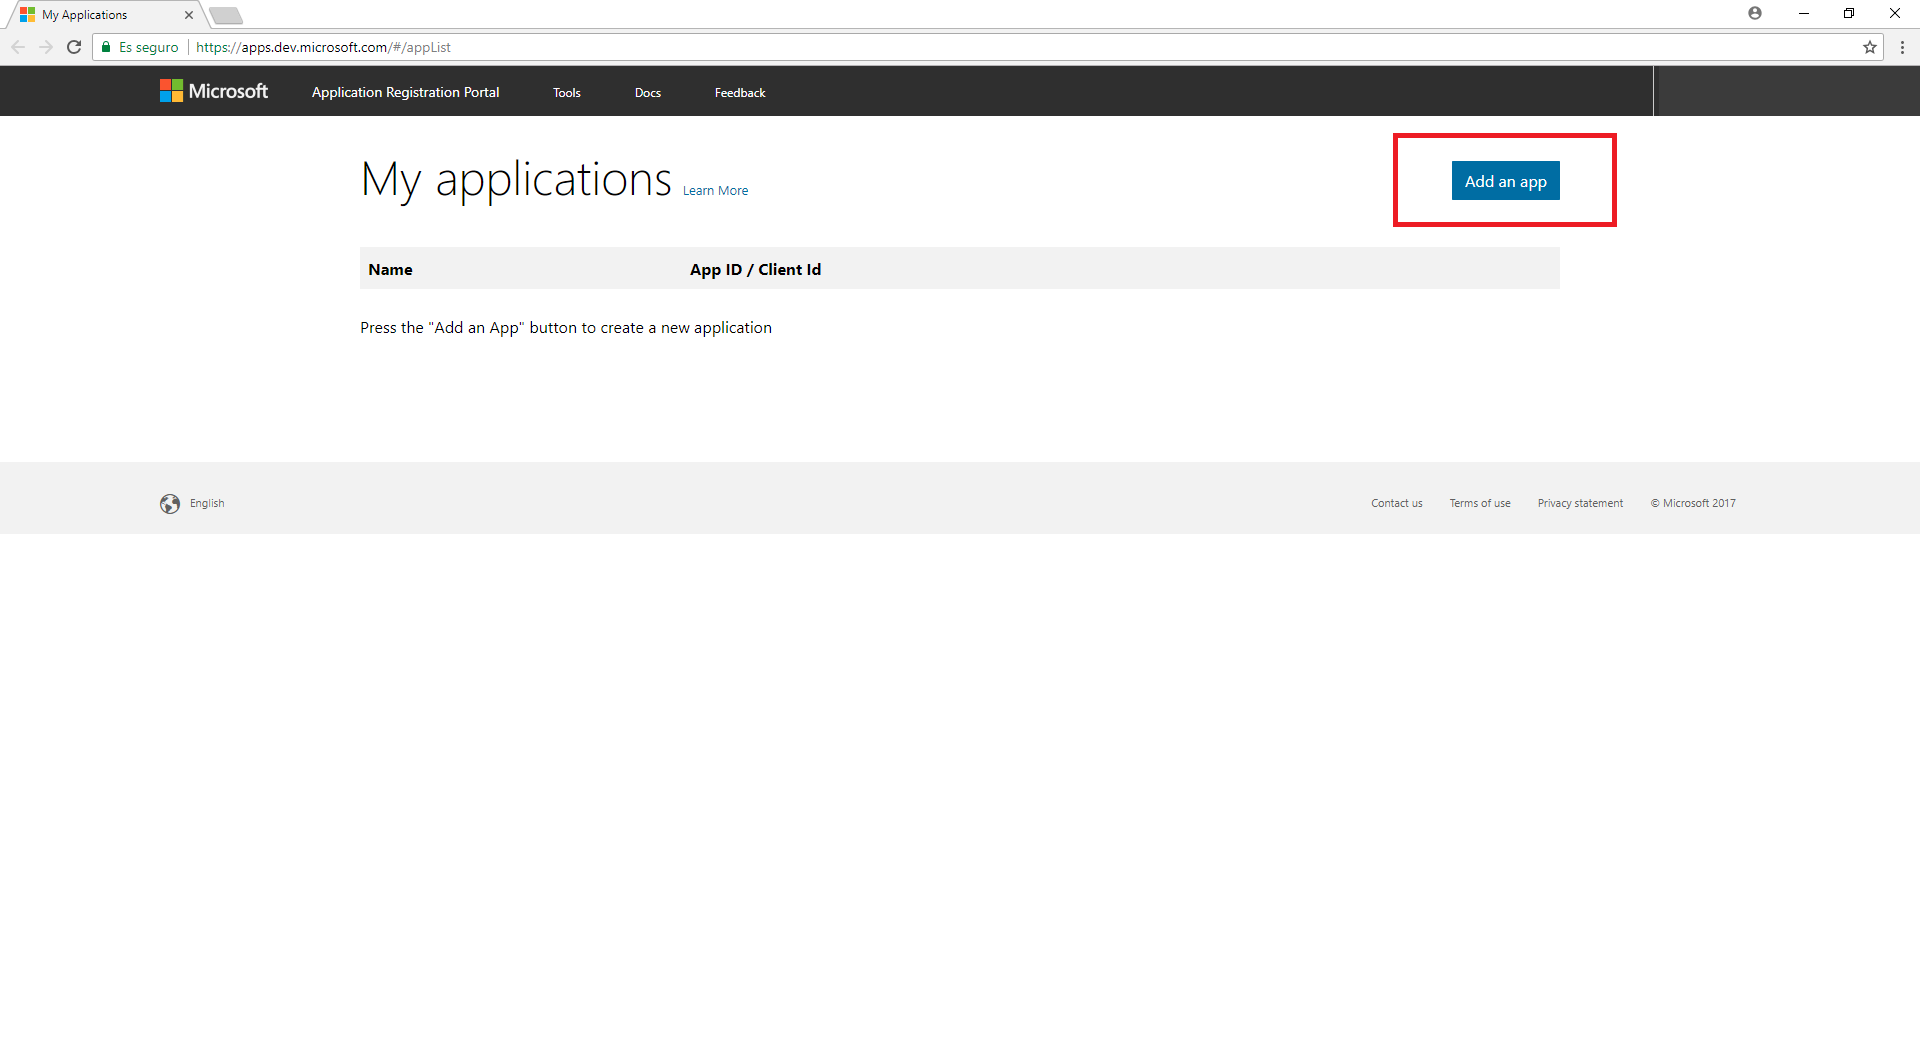 My Applications
Es seguro https://apps.dev.microsoft.com/#/appList
Microsoft Application Registration Portal Tools Docs Feedback
My applications Learn More Add an app
Name App ID / Client Id
Press the "Add an App" button to create a new application
English Contact us Terms of use Privacy statement © Microsoft 2017